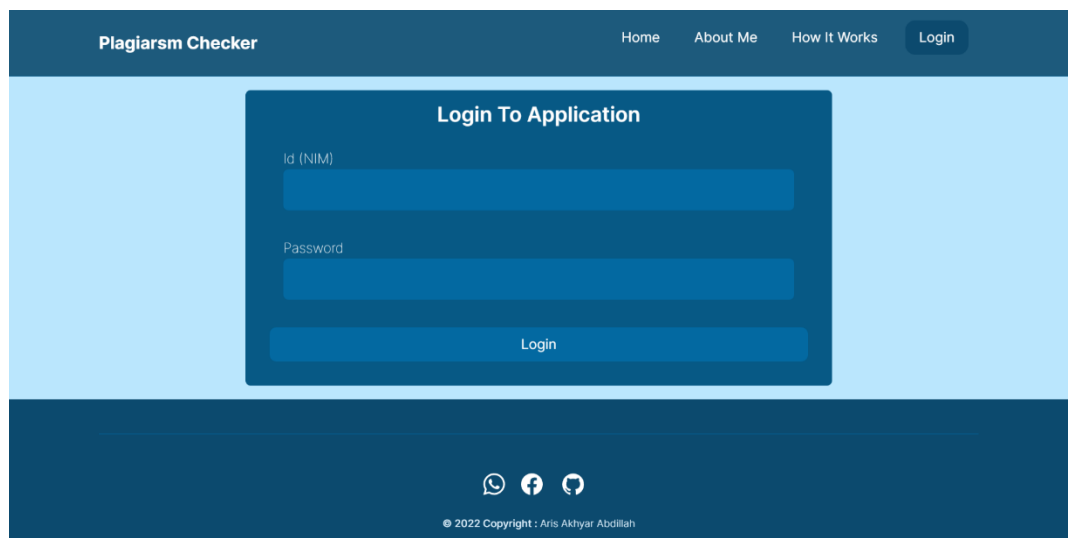 Plagiarsm Checker
Home About Me How It Works Login
Login To Application
Id (NIM)
Password
Login
© 2022 Copyright : Aris Akhyar Abdillah